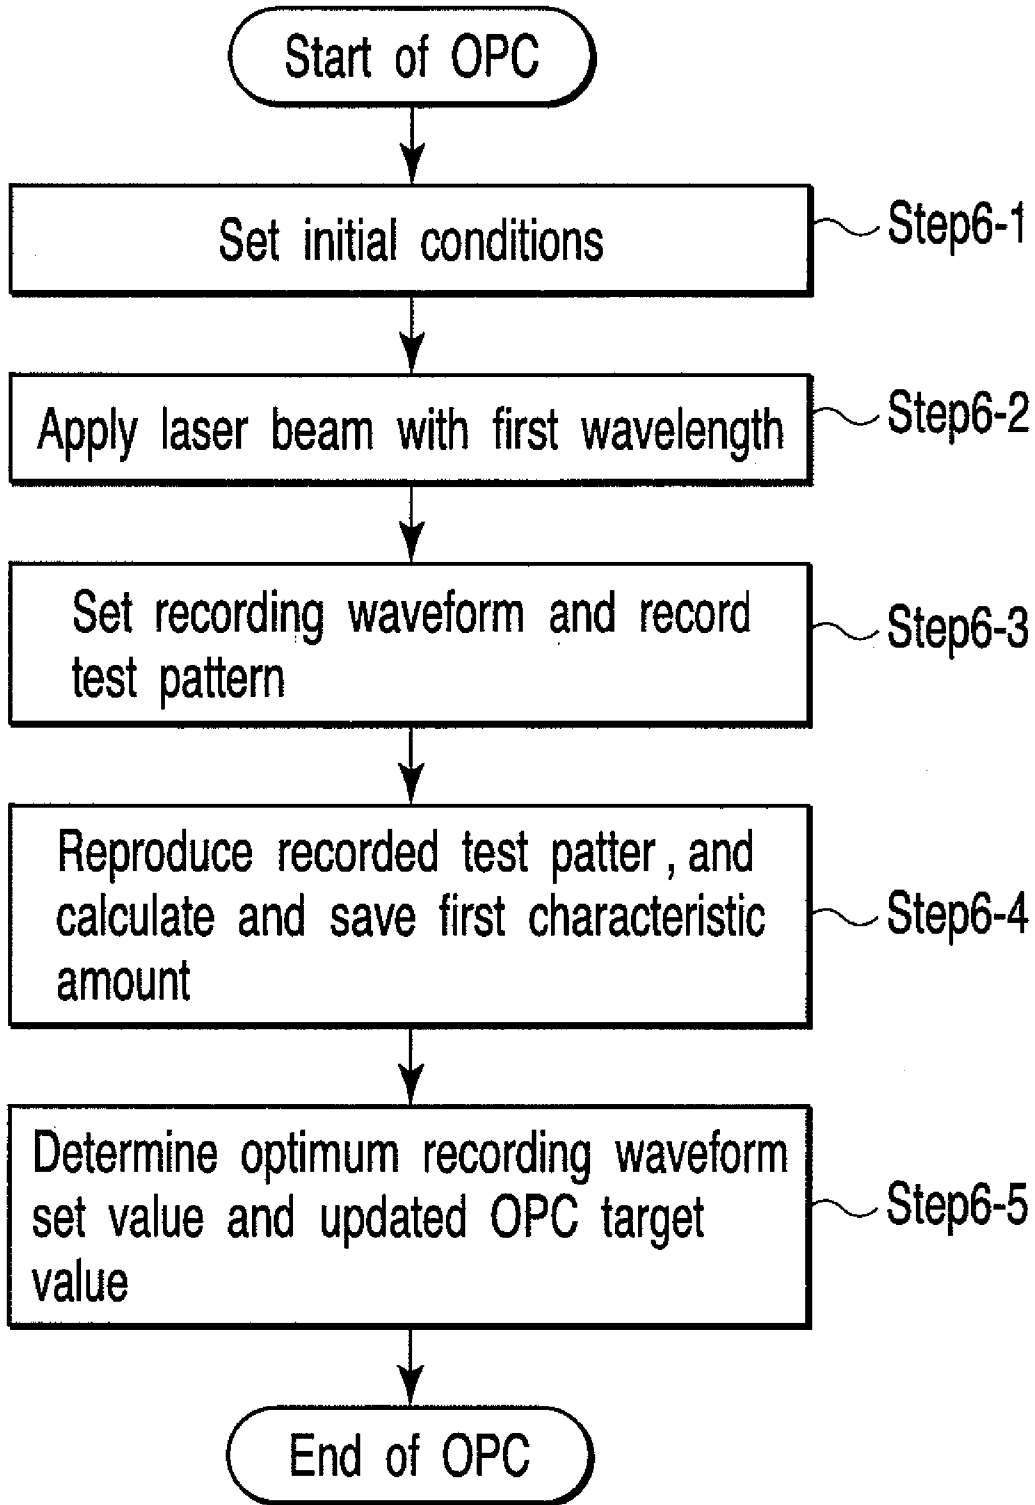 Start of OPC
Set initial conditions
Step6-1
Apply laser beam with first wavelength
Step6-2
Set recording waveform and record
test pattern
Step6-3
Reproduce recorded test patter, and
calculate and save first characteristic
amount
Step6-4
Determine optimum recording waveform
set value and updated OPC target
value
Step6-5
End of OPC